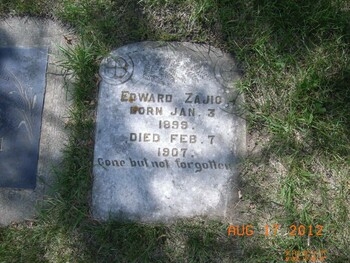 EDWARD ZAJIC
BORN JAN. 3
1899.
DIED FEB. 7
1907.
Gone but not forgotten
AUG 17 2012